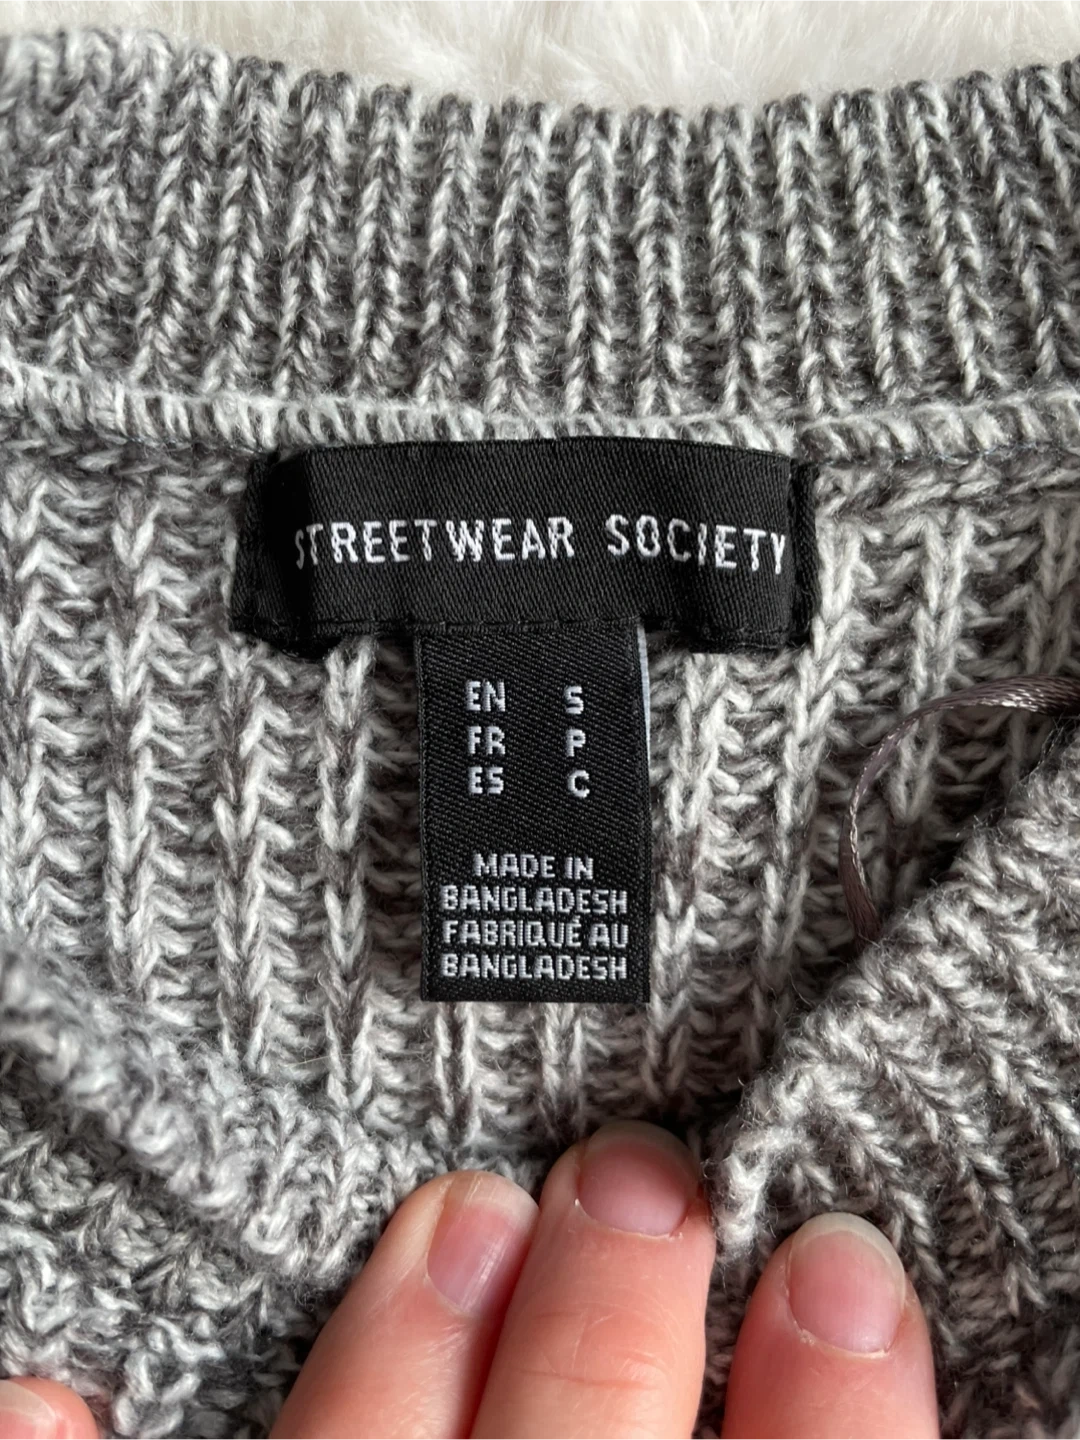 STREETWEAR SOCIETY
EN S
FR P
ES C
MADE IN
BANGLADESH
FABRIQUÉ AU
BANGLADESH